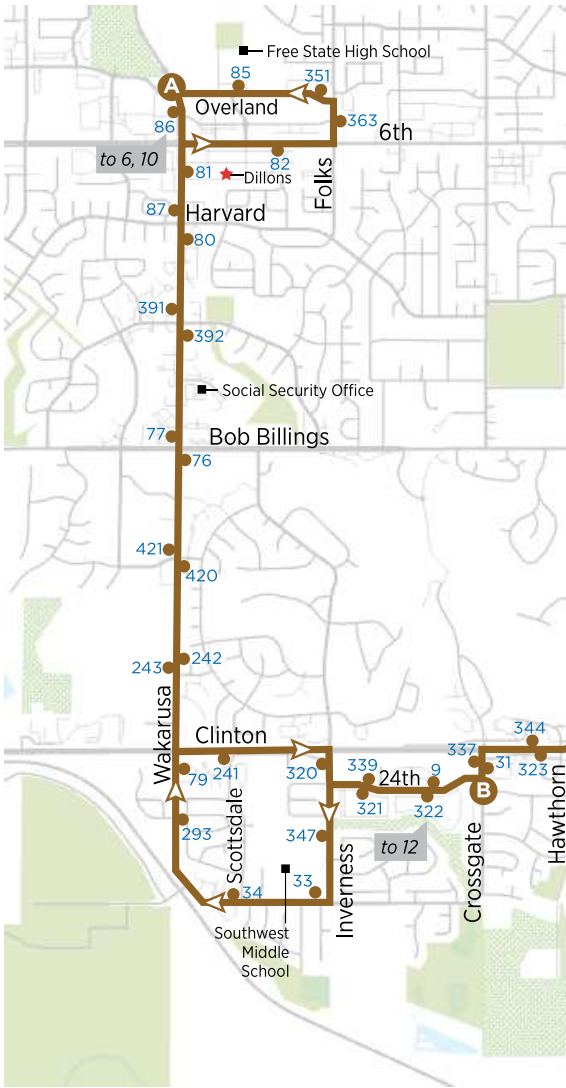 Free State High School
A
85
351
Overland
86
363
6th
to 6, 10
82
81
Dillons
Folks
87
Harvard
80
391
392
Social Security Office
77
Bob Billings
76
421
420
243
242
Wakarusa
Clinton
344
337
31
323
79
241
320
339
24th
9
B
321
322
Hawthorn
293
Scottsdale
347
to 12
Inverness
Crossgate
34
33
Southwest
Middle
School